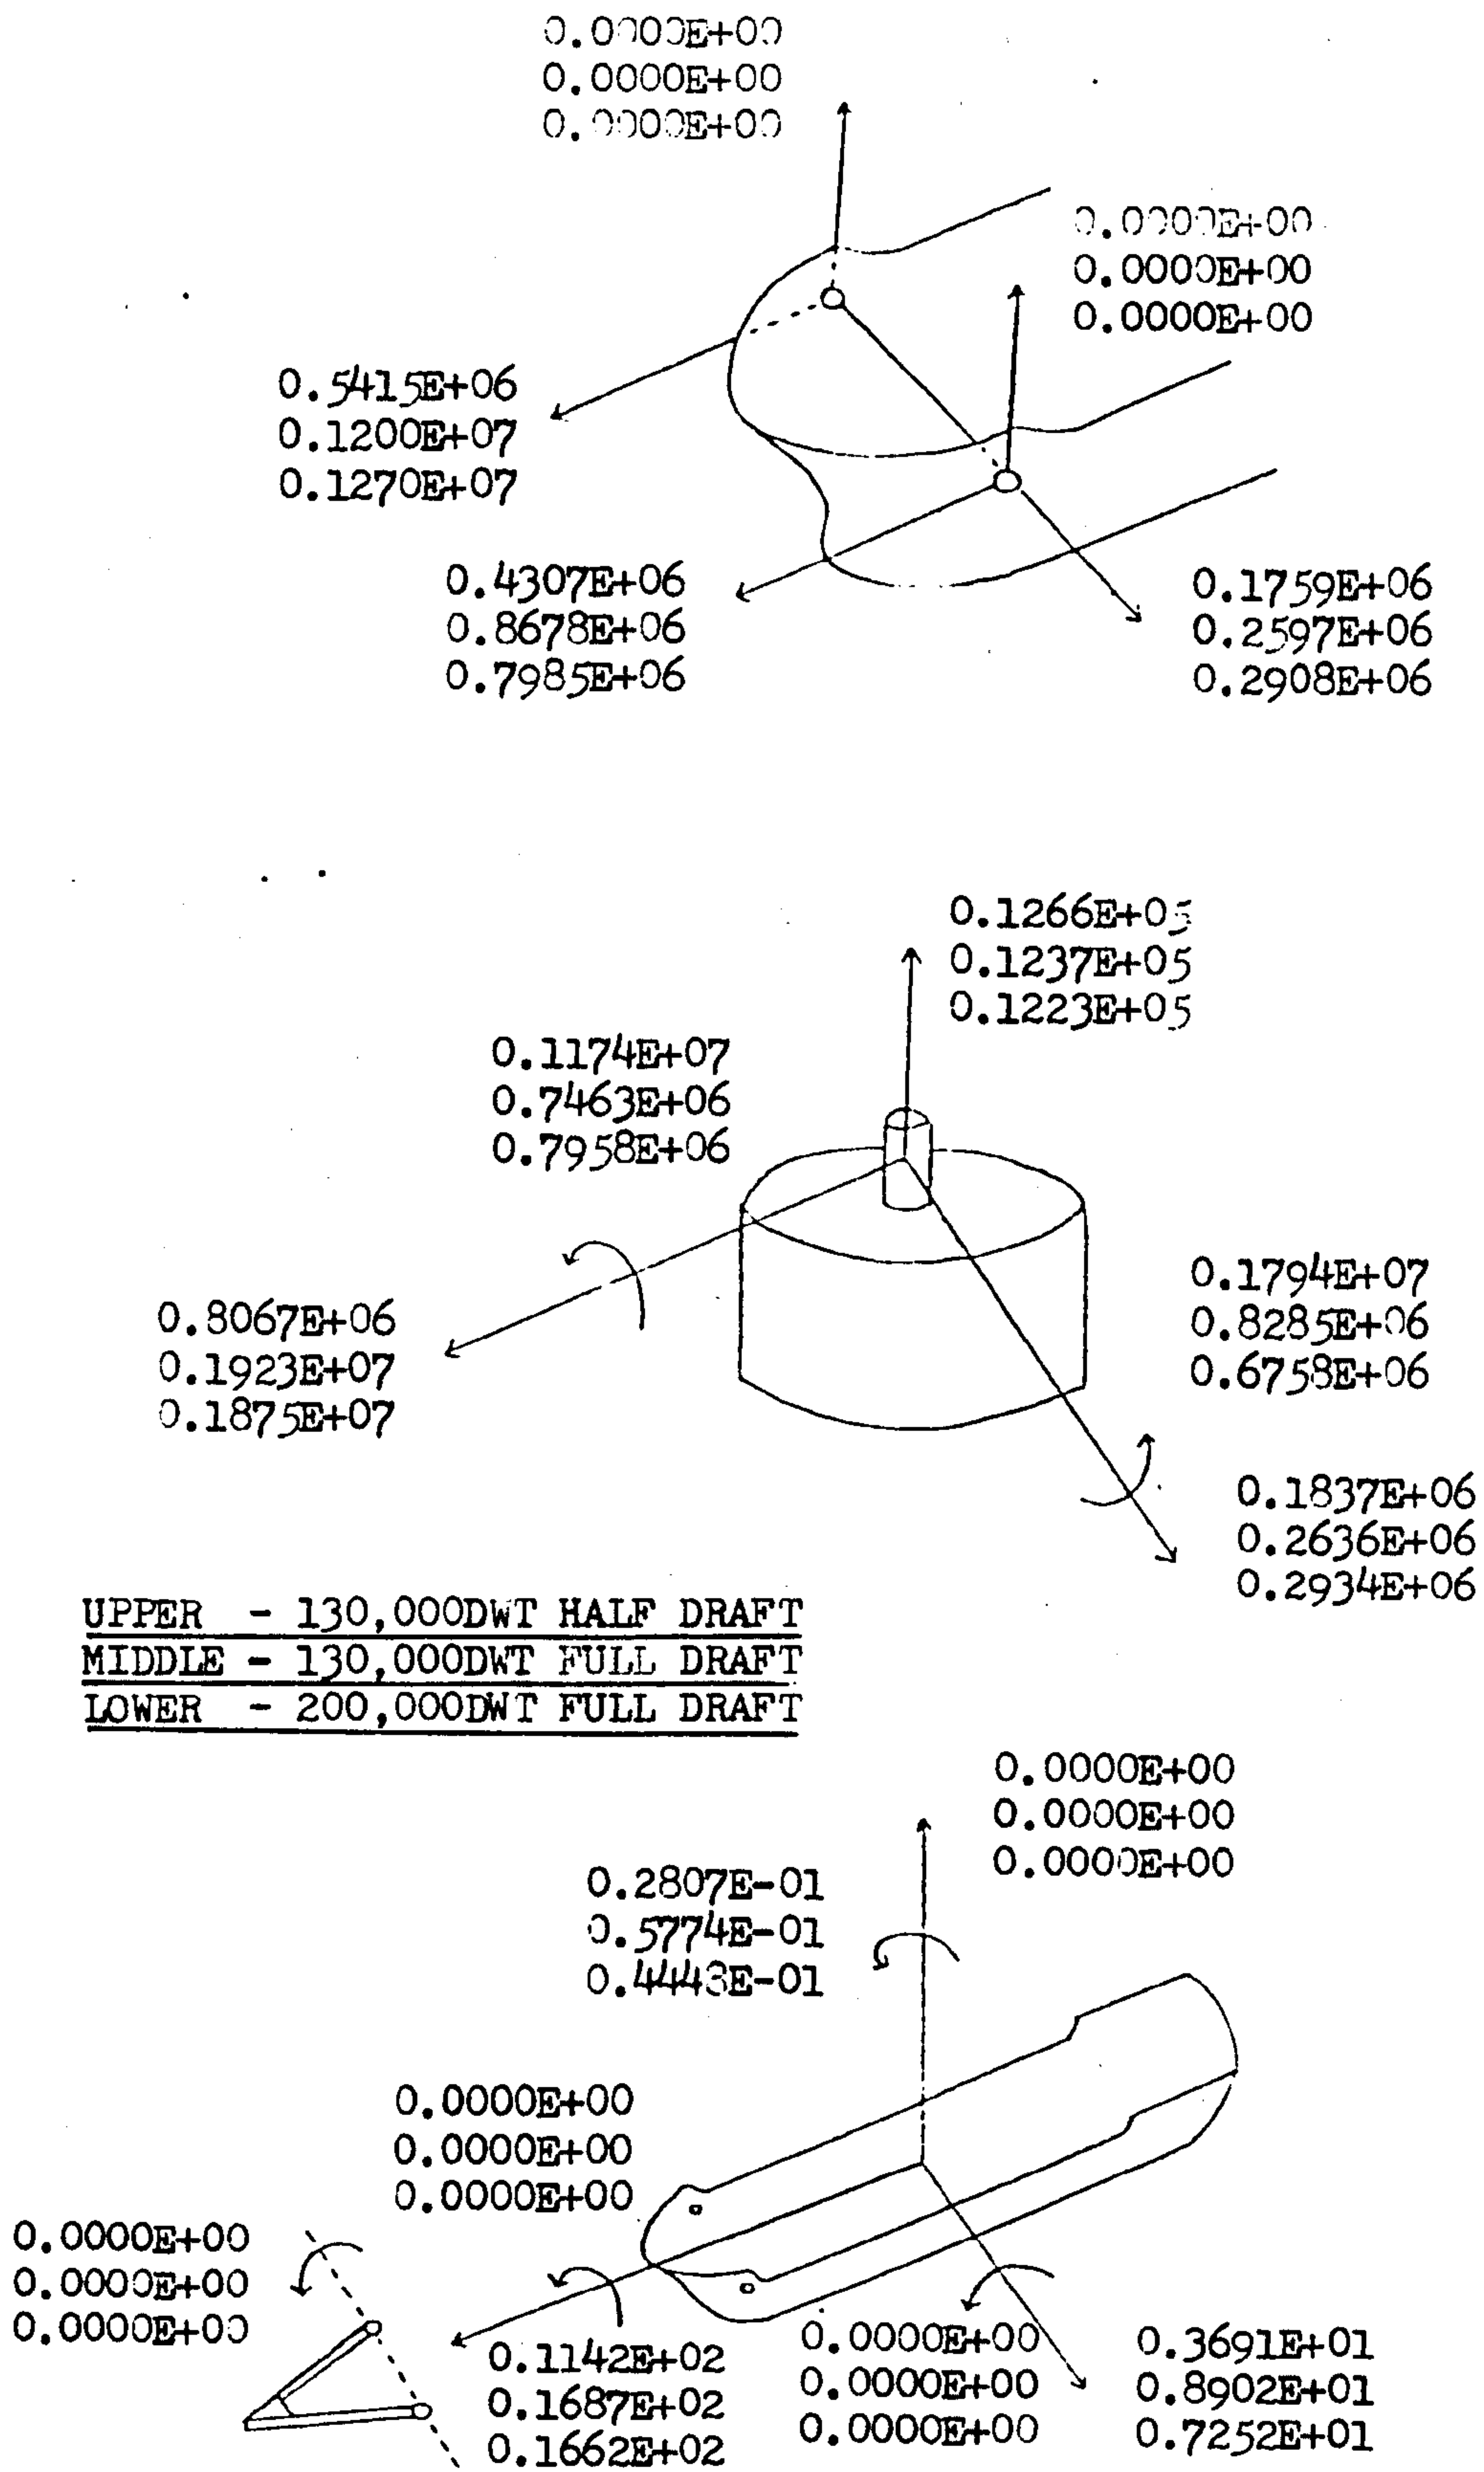 0.0000E+00
0.0000E+00
0.0000E+00
0.0000E+00
0.0000E+00
0.0000E+00
0.5415E+06
0.1200E+07
0.1270E+07
0.4307E+06
0.8678E+06
0.7985E+06
0.1759E+06
0.2597E+06
0.2908E+06
0.1266E+05
0.1237E+05
0.1223E+05
0.1174E+07
0.7463E+06
0.7958E+06
0.8067E+06
0.1923E+07
0.1875E+07
0.1794E+07
0.8285E+06
0.6758E+06
0.1837E+06
0.2636E+06
0.2934E+06
UPPER - 130,000DWT HALF DRAFT
MIDDLE - 130,000DWT FULL DRAFT
LOWER - 200,000DWT FULL DRAFT
0.0000E+00
0.0000E+00
0.0000E+00
0.2807E-01
0.5774E-01
0.4443E-01
0.0000E+00
0.0000E+00
0.0000E+00
0.0000E+00
0.0000E+00
0.0000E+00
0.1142E+02
0.1687E+02
0.1662E+02
0.0000E+00
0.0000E+00
0.0000E+00
0.3691E+01
0.8902E+01
0.7252E+01